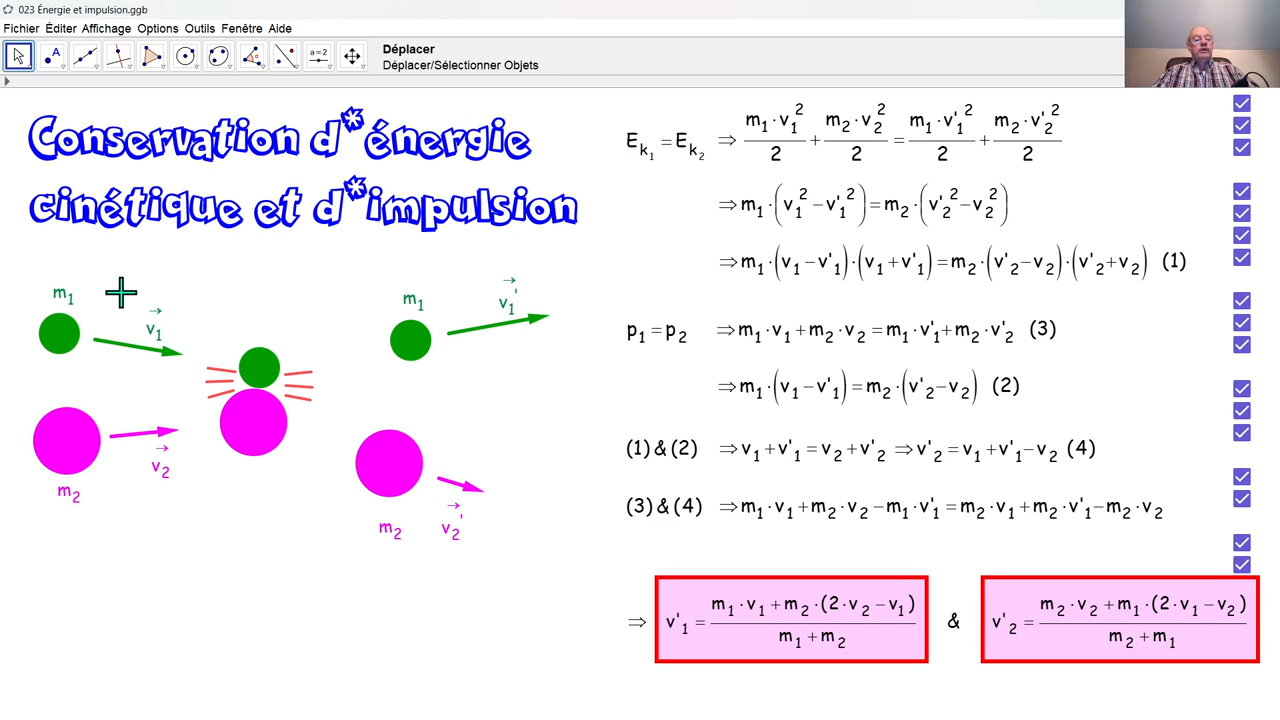 023 Énergie et impulsion.ggb
Fichier Éditer Affichage Options Outils Fenêtre Aide
A
a=2
Déplacer
Déplacer/Sélectionner Objets
Conservation d*énergie
cinétique et d*impulsion
m₁
v₁
v₂
m₂
m₁
v₁'
m₂
v₂'
E_k₁ = E_k₂ ⇒ m₁·v₁²/2 + m₂·v₂²/2 = m₁·v'₁²/2 + m₂·v'₂²/2
⇒ m₁·(v₁² − v'₁²) = m₂·(v'₂² − v₂²)
⇒ m₁·(v₁ − v'₁)·(v₁ + v'₁) = m₂·(v'₂ − v₂)·(v'₂ + v₂) (1)
p₁ = p₂ ⇒ m₁·v₁ + m₂·v₂ = m₁·v'₁ + m₂·v'₂ (3)
⇒ m₁·(v₁ − v'₁) = m₂·(v'₂ − v₂) (2)
(1) & (2) ⇒ v₁ + v'₁ = v₂ + v'₂ ⇒ v'₂ = v₁ + v'₁ − v₂ (4)
(3) & (4) ⇒ m₁·v₁ + m₂·v₂ − m₁·v'₁ = m₂·v₁ + m₂·v'₁ − m₂·v₂
⇒ v'₁ = (m₁·v₁ + m₂·(2·v₂ − v₁))/(m₁ + m₂) & v'₂ = (m₂·v₂ + m₁·(2·v₁ − v₂))/(m₂ + m₁)